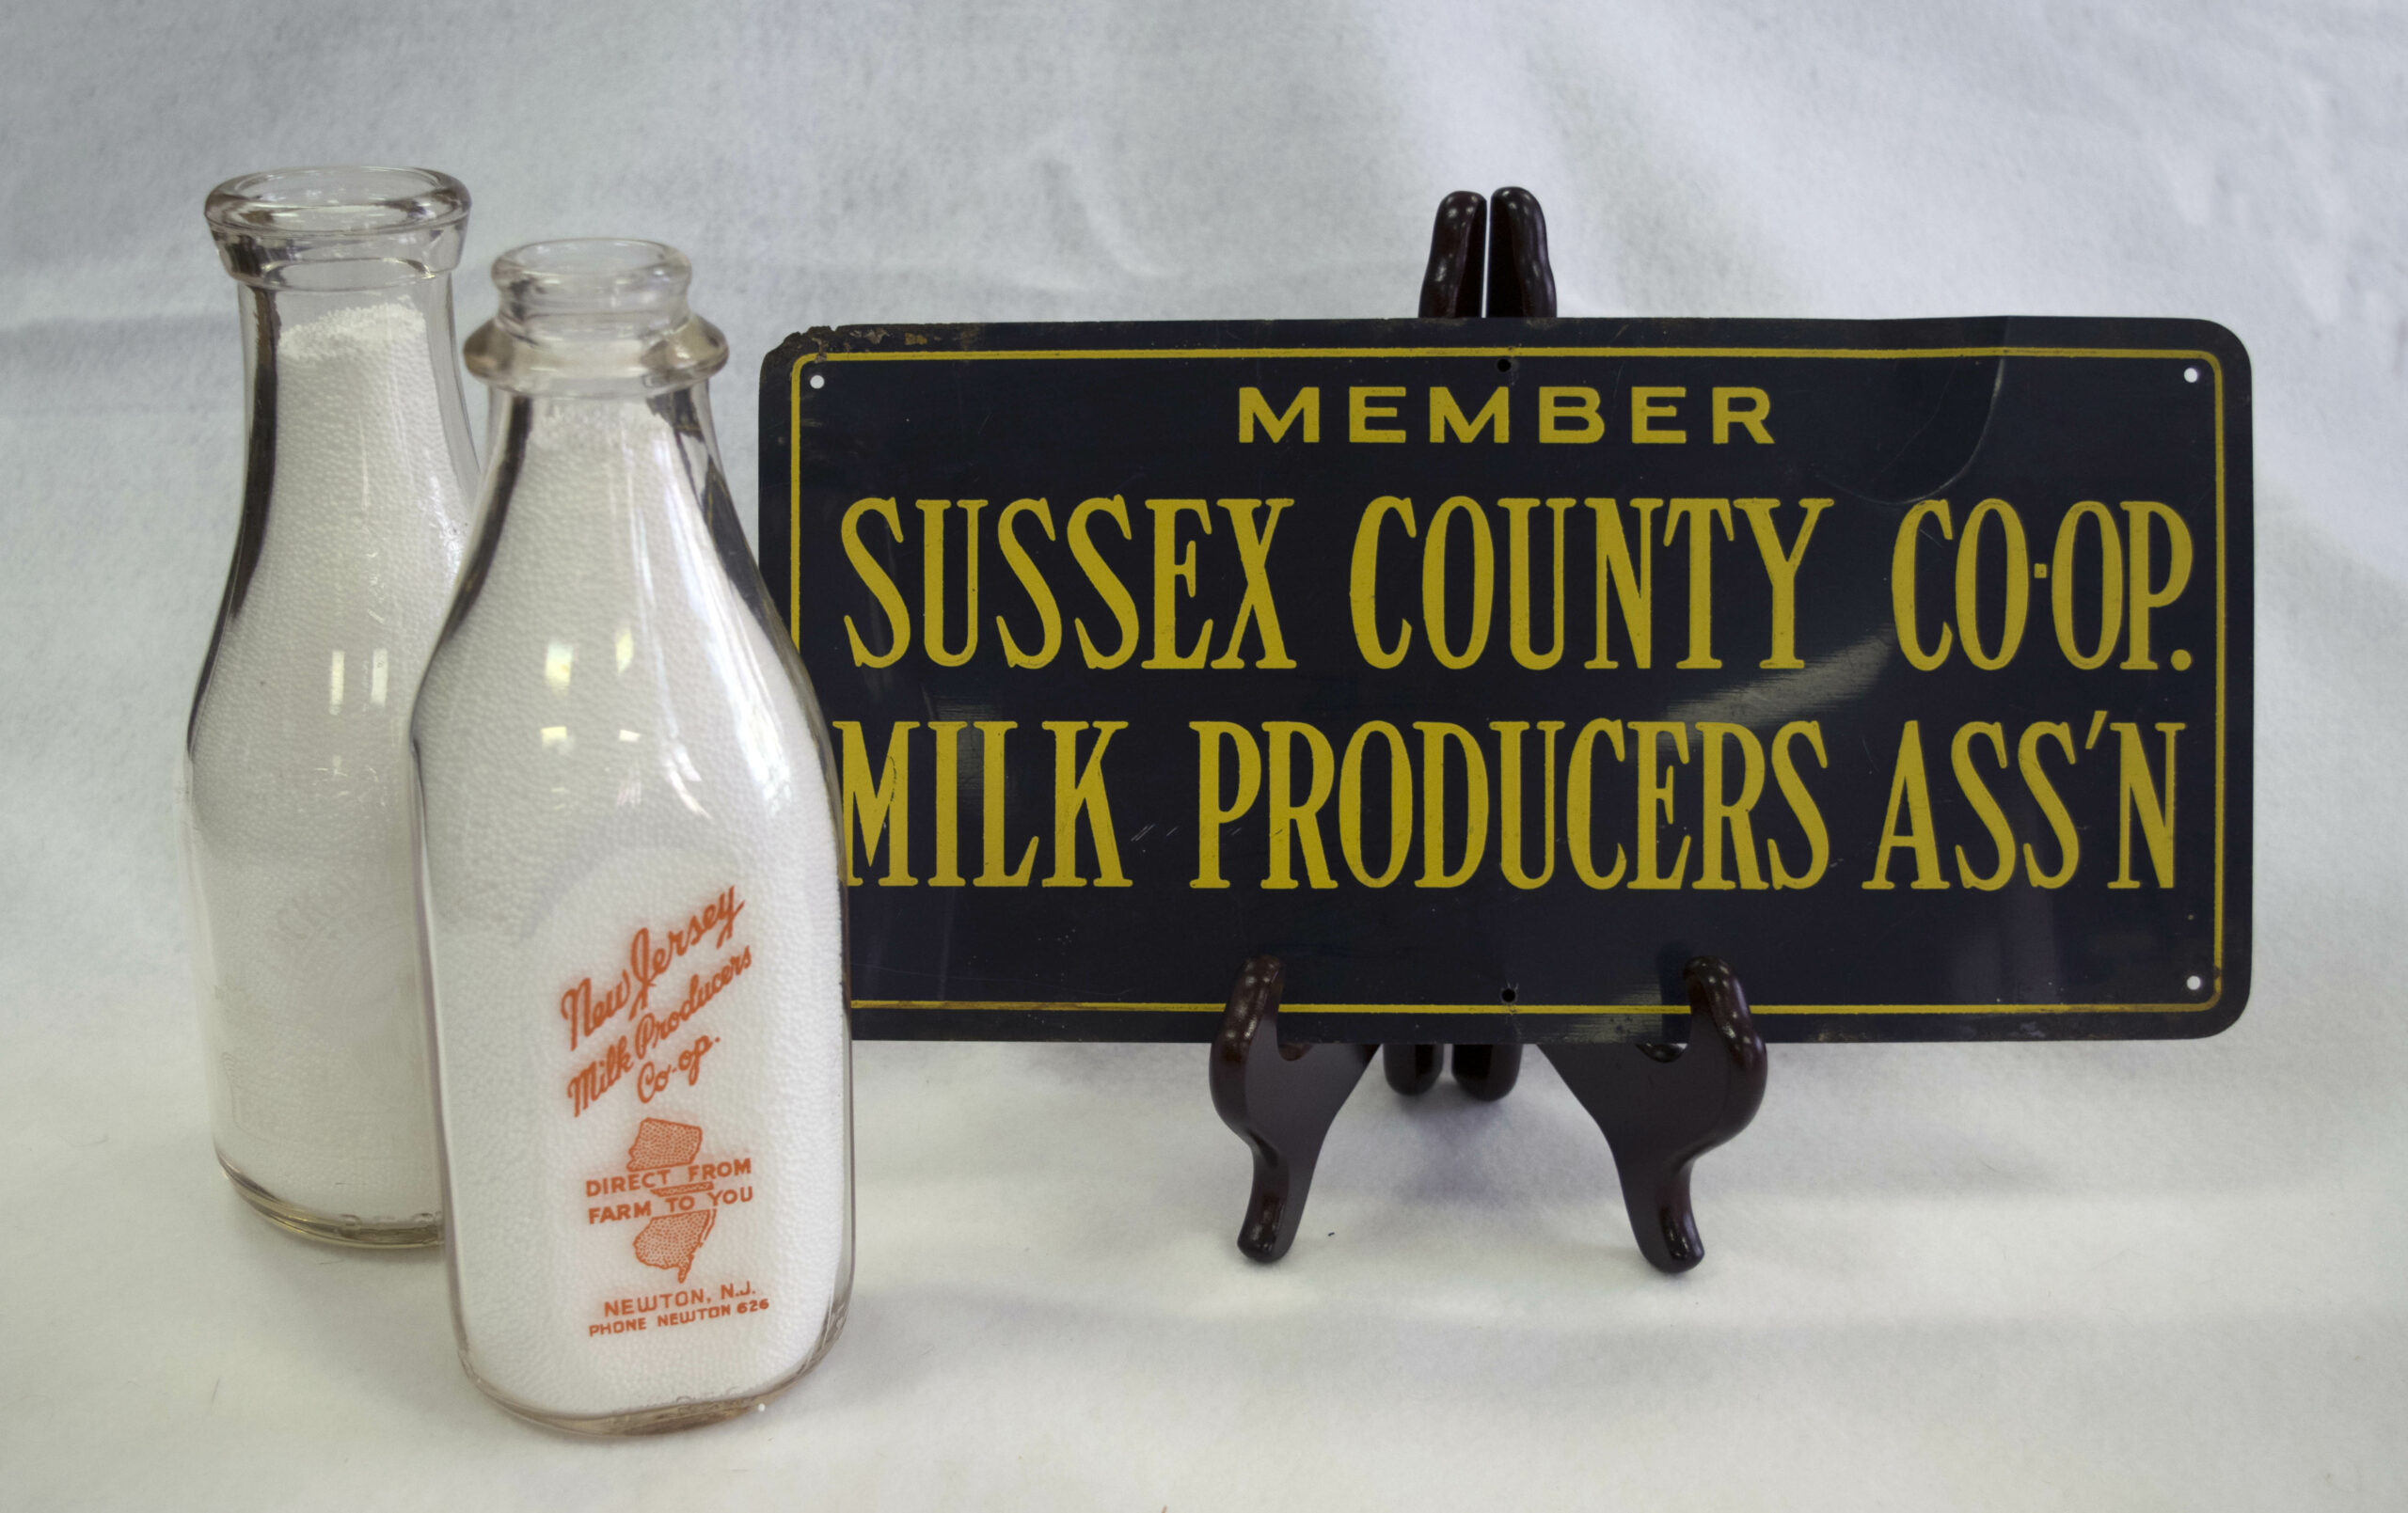 MEMBER
SUSSEX COUNTY CO-OP.
MILK PRODUCERS ASS'N
New Jersey
Milk Producers
Co-op.
DIRECT FROM
FARM TO YOU
NEWTON, N.J.
PHONE NEWTON 626